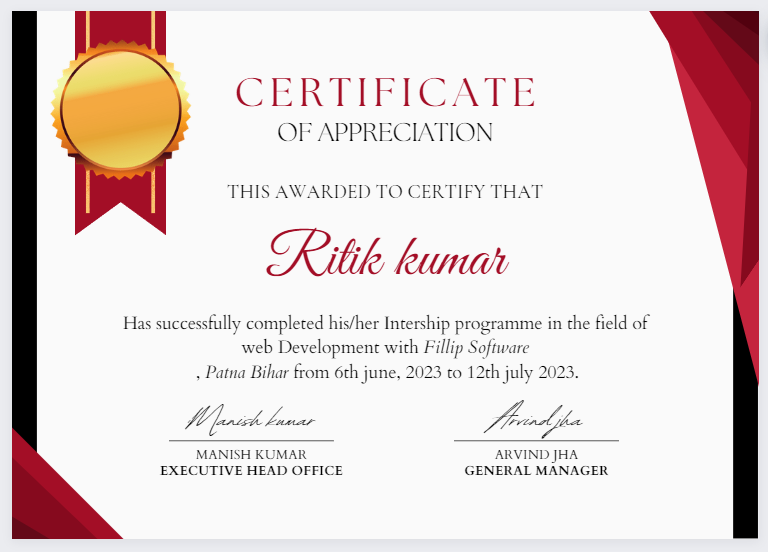 CERTIFICATE
OF APPRECIATION
THIS AWARDED TO CERTIFY THAT
Ritik kumar
Has successfully completed his/her Intership programme in the field of
web Development with Fillip Software
, Patna Bihar from 6th june, 2023 to 12th july 2023.
Manish kumar
Arvind jha
MANISH KUMAR
ARVIND JHA
EXECUTIVE HEAD OFFICE
GENERAL MANAGER